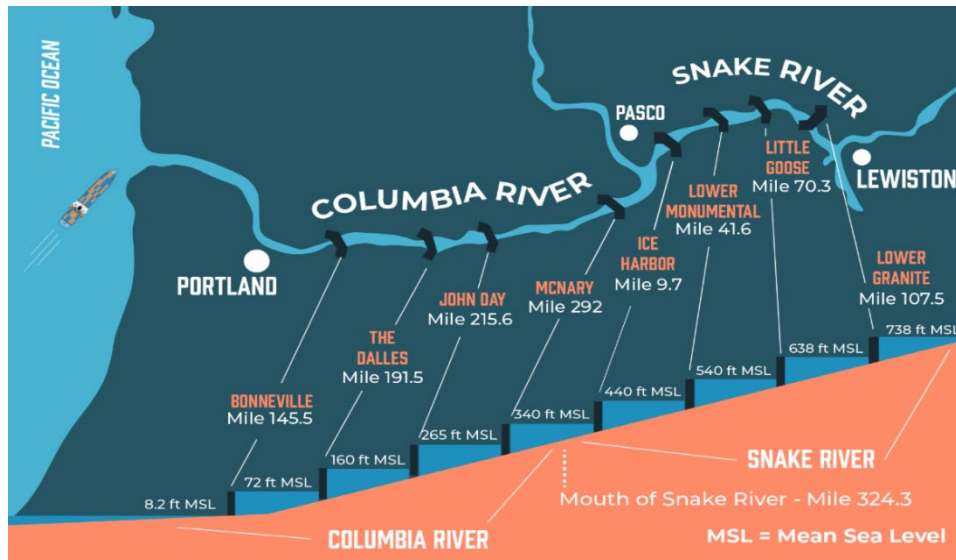 PACIFIC OCEAN
SNAKE RIVER
PASCO
LITTLE
GOOSE
Mile 70.3
LEWISTON
COLUMBIA RIVER
LOWER
MONUMENTAL
Mile 41.6
ICE
HARBOR
Mile 9.7
LOWER
GRANITE
Mile 107.5
PORTLAND
JOHN DAY
Mile 215.6
MCNARY
Mile 292
THE
DALLES
Mile 191.5
BONNEVILLE
Mile 145.5
738 ft MSL
638 ft MSL
540 ft MSL
440 ft MSL
340 ft MSL
265 ft MSL
160 ft MSL
72 ft MSL
8.2 ft MSL
SNAKE RIVER
Mouth of Snake River - Mile 324.3
COLUMBIA RIVER
MSL = Mean Sea Level